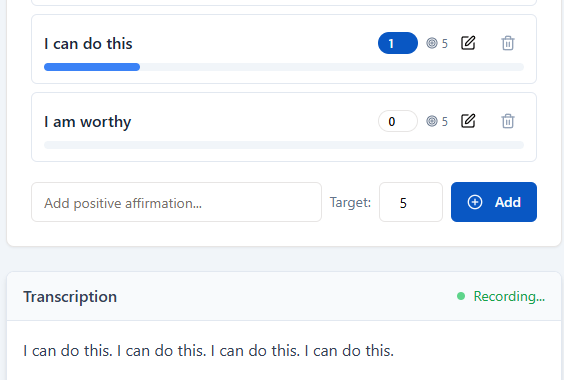 I can do this 1 5
I am worthy 0 5
Add positive affirmation... Target: 5 Add
Transcription Recording...
I can do this. I can do this. I can do this. I can do this.